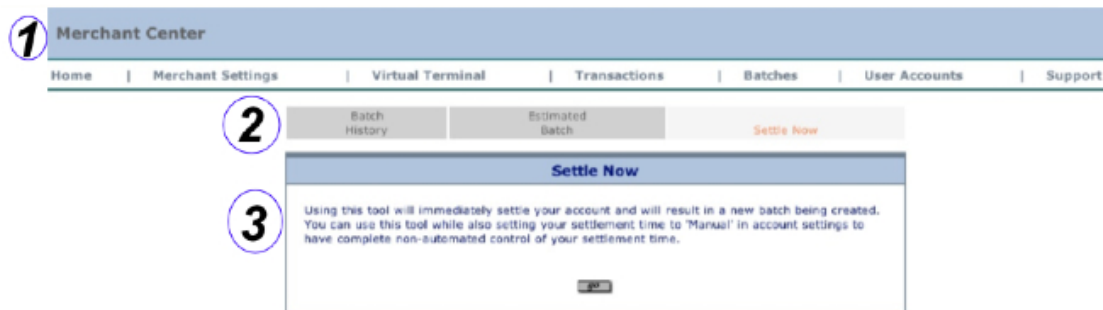 1 Merchant Center
Home | Merchant Settings | Virtual Terminal | Transactions | Batches | User Accounts | Support
2 Batch History Estimated Batch Settle Now
Settle Now
3 Using this tool will immediately settle your account and will result in a new batch being created.
You can use this tool while also setting your settlement time to 'Manual' in account settings to
have complete non-automated control of your settlement time.
go